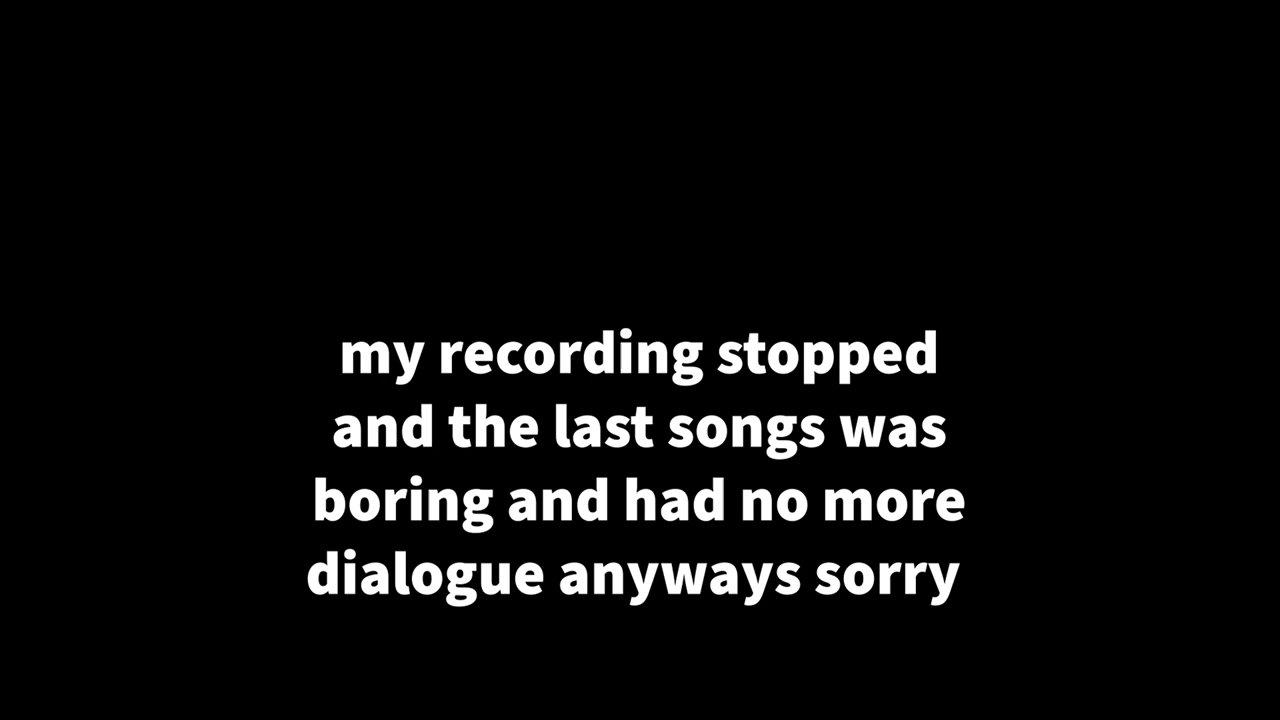 my recording stopped
and the last songs was
boring and had no more
dialogue anyways sorry